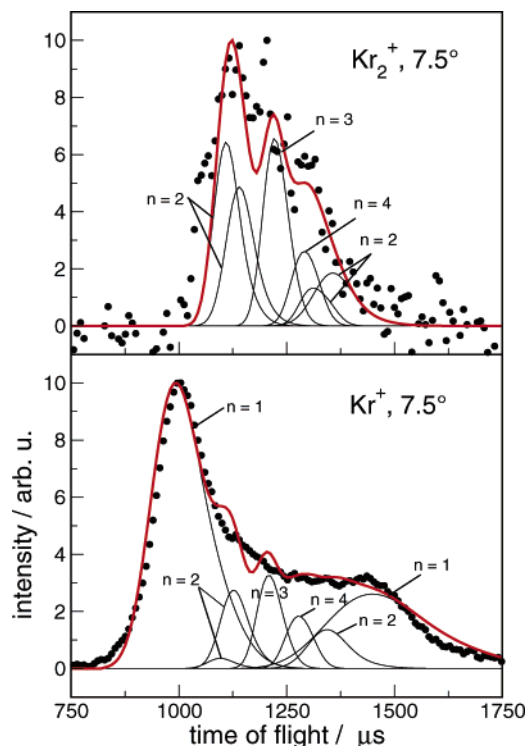 Kr₂⁺, 7.5°
10
n = 3
8
n = 2
6
n = 4
4
n = 2
2
0
10
n = 1
Kr⁺, 7.5°
8
6
intensity / arb. u.
4
n = 1
n = 2
n = 3
n = 4
2
n = 2
0
750 1000 1250 1500 1750
time of flight / μs